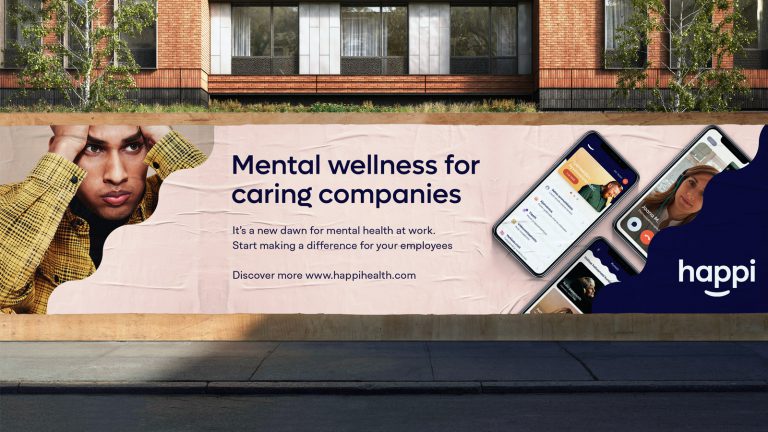 Mental wellness for
caring companies
It's a new dawn for mental health at work.
Start making a difference for your employees
Discover more www.happihealth.com
happi